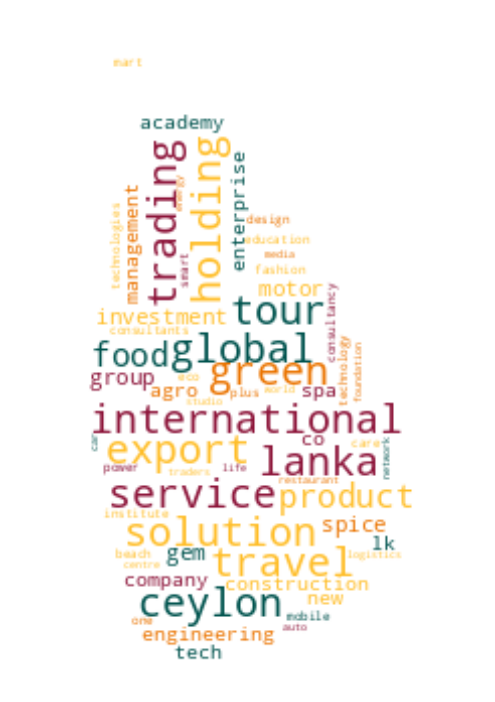 mart
academy
trading
holding
enterprise
energy
management
technologies
smart
design
education
media
fashion
motor
consultancy
tour
investment
consultants
food
global
green
technology
foundation
group
eco
agro
plus
world
spa
studio
international
car
co
care
network
export
lanka
power
traders
life
restaurant
service
product
institute
solution
spice
lk
beach
gem
travel
logistics
centre
company
construction
ceylon
new
mobile
one
auto
engineering
tech